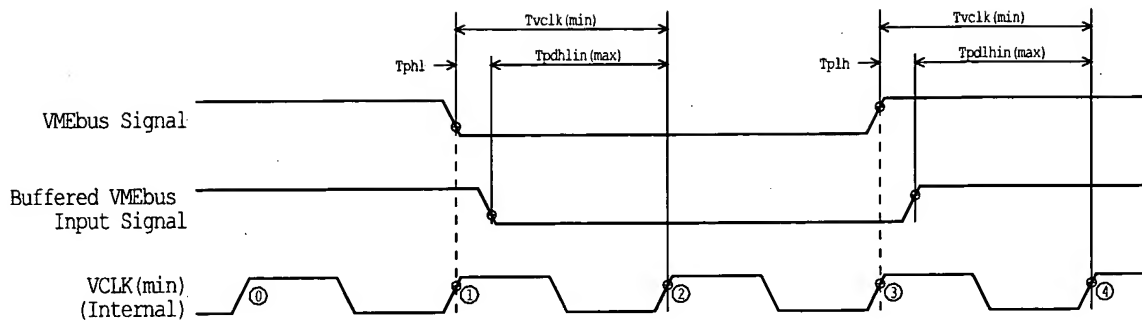 Tvclk(min)
Tvclk(min)
Tphl
Tpdhlin(max)
Tplh
Tpdlhin(max)
VMEbus Signal
Buffered VMEbus
Input Signal
VCLK(min)
(Internal)
⓪
①
②
③
④